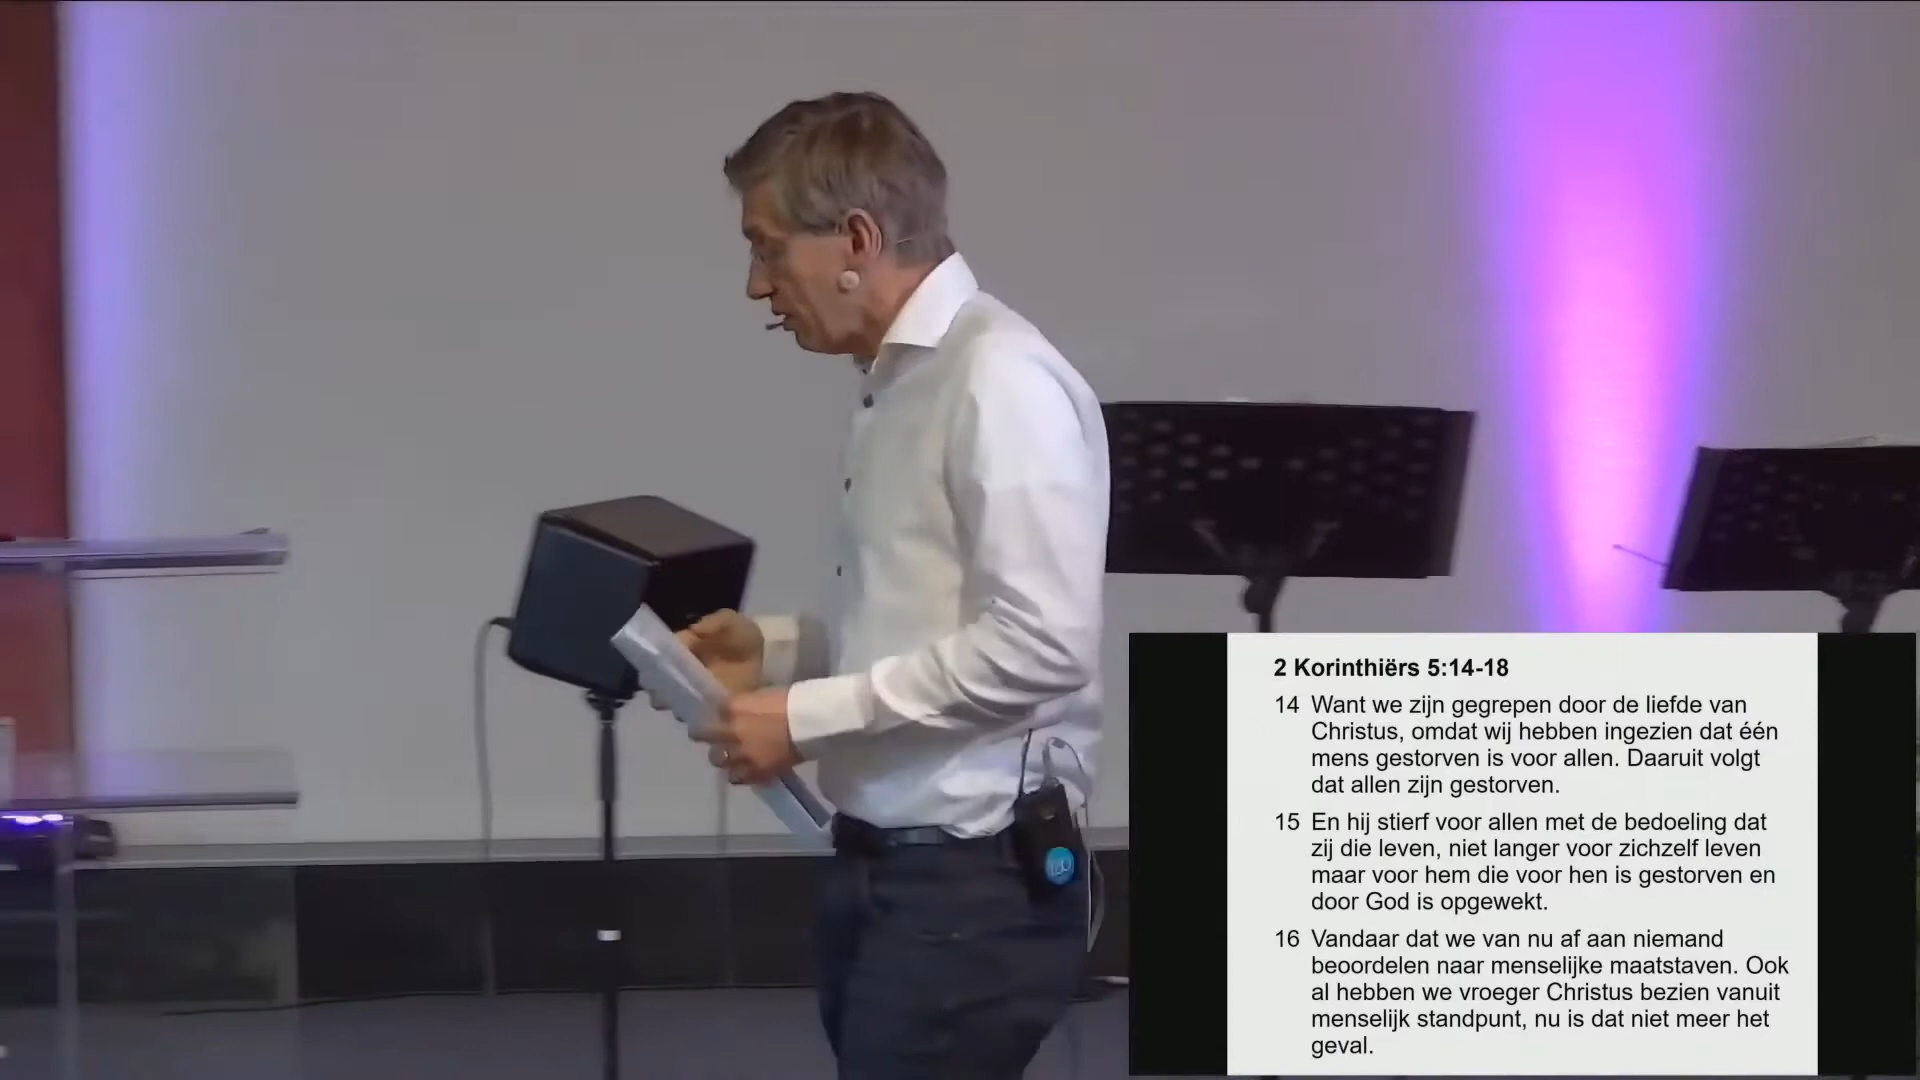 2 Korinthiërs 5:14-18
14 Want we zijn gegrepen door de liefde van
Christus, omdat wij hebben ingezien dat één
mens gestorven is voor allen. Daaruit volgt
dat allen zijn gestorven.
15 En hij stierf voor allen met de bedoeling dat
zij die leven, niet langer voor zichzelf leven
maar voor hem die voor hen is gestorven en
door God is opgewekt.
16 Vandaar dat we van nu af aan niemand
beoordelen naar menselijke maatstaven. Ook
al hebben we vroeger Christus bezien vanuit
menselijk standpunt, nu is dat niet meer het
geval.